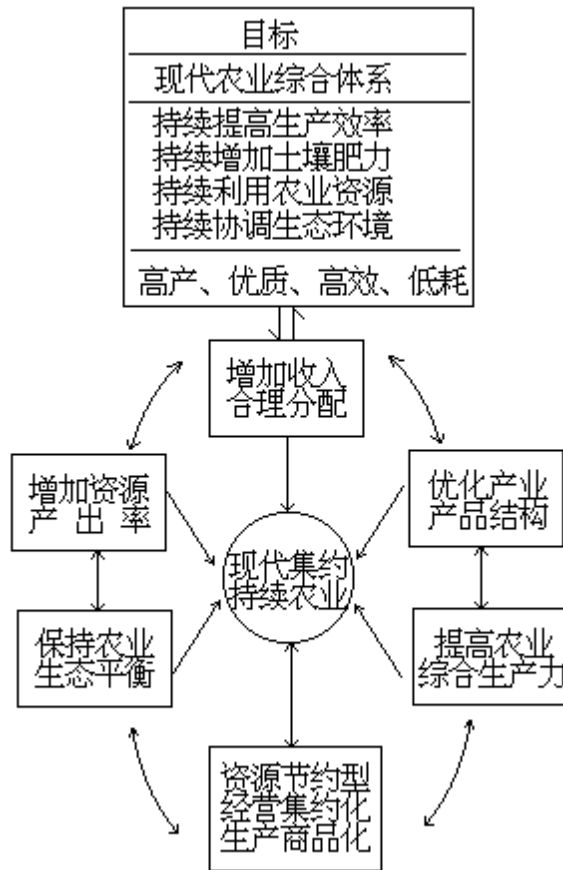 目标
现代农业综合体系
持续提高生产效率
持续增加土壤肥力
持续利用农业资源
持续协调生态环境
高产、优质、高效、低耗
增加收入
合理分配
增加资源
产出率
优化产业
产品结构
现代集约
持续农业
保持农业
生态平衡
提高农业
综合生产力
资源节约型
经营集约化
生产商品化